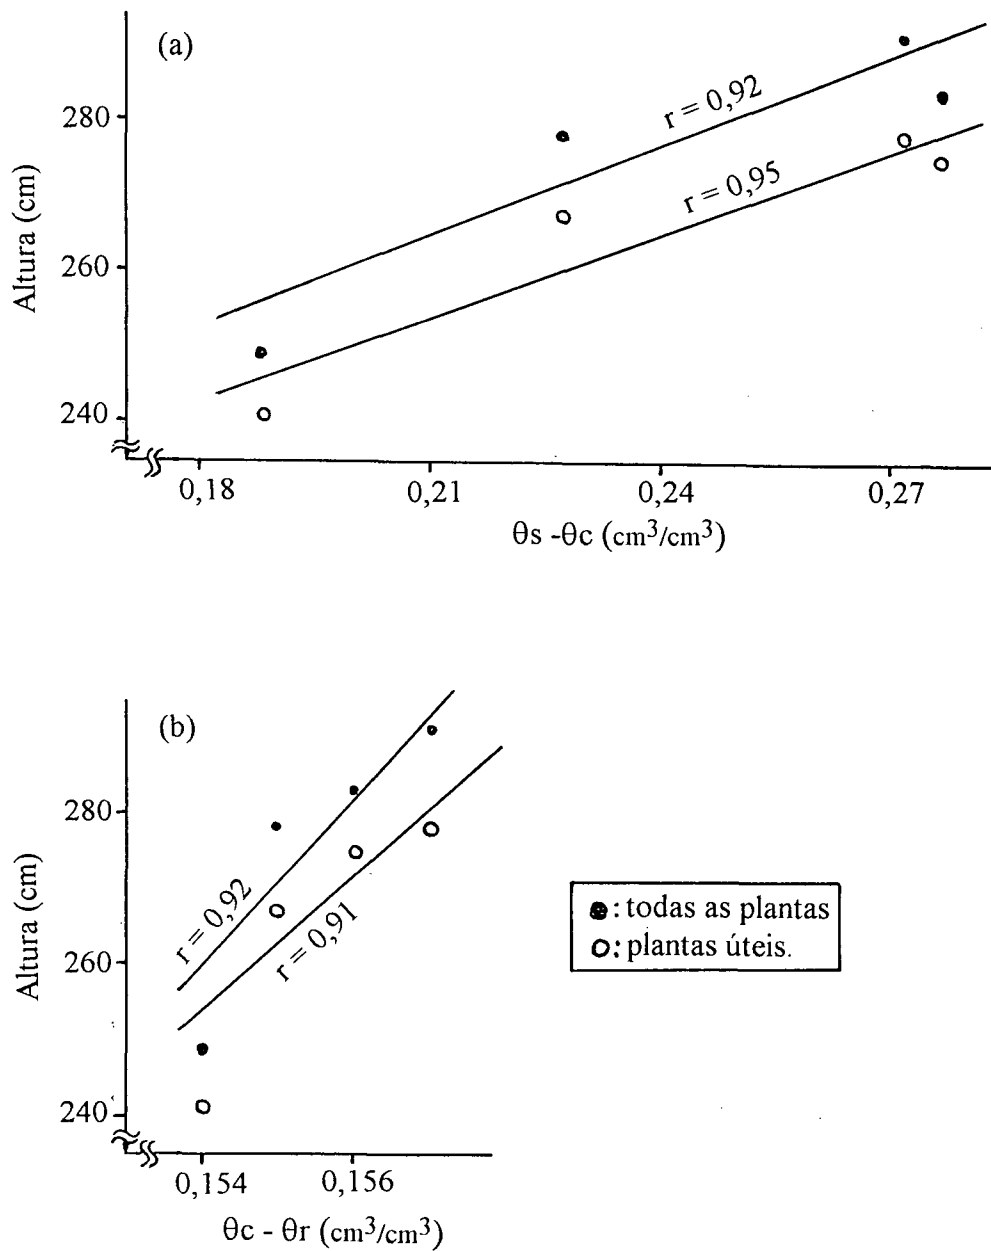 (a)
r = 0,92
r = 0,95
Altura (cm)
280
260
240
0,18 0,21 0,24 0,27
θs -θc (cm³/cm³)
(b)
r = 0,92
r = 0,91
Altura (cm)
280
260
240
0,154 0,156
θc - θr (cm³/cm³)
: todas as plantas
: plantas úteis.